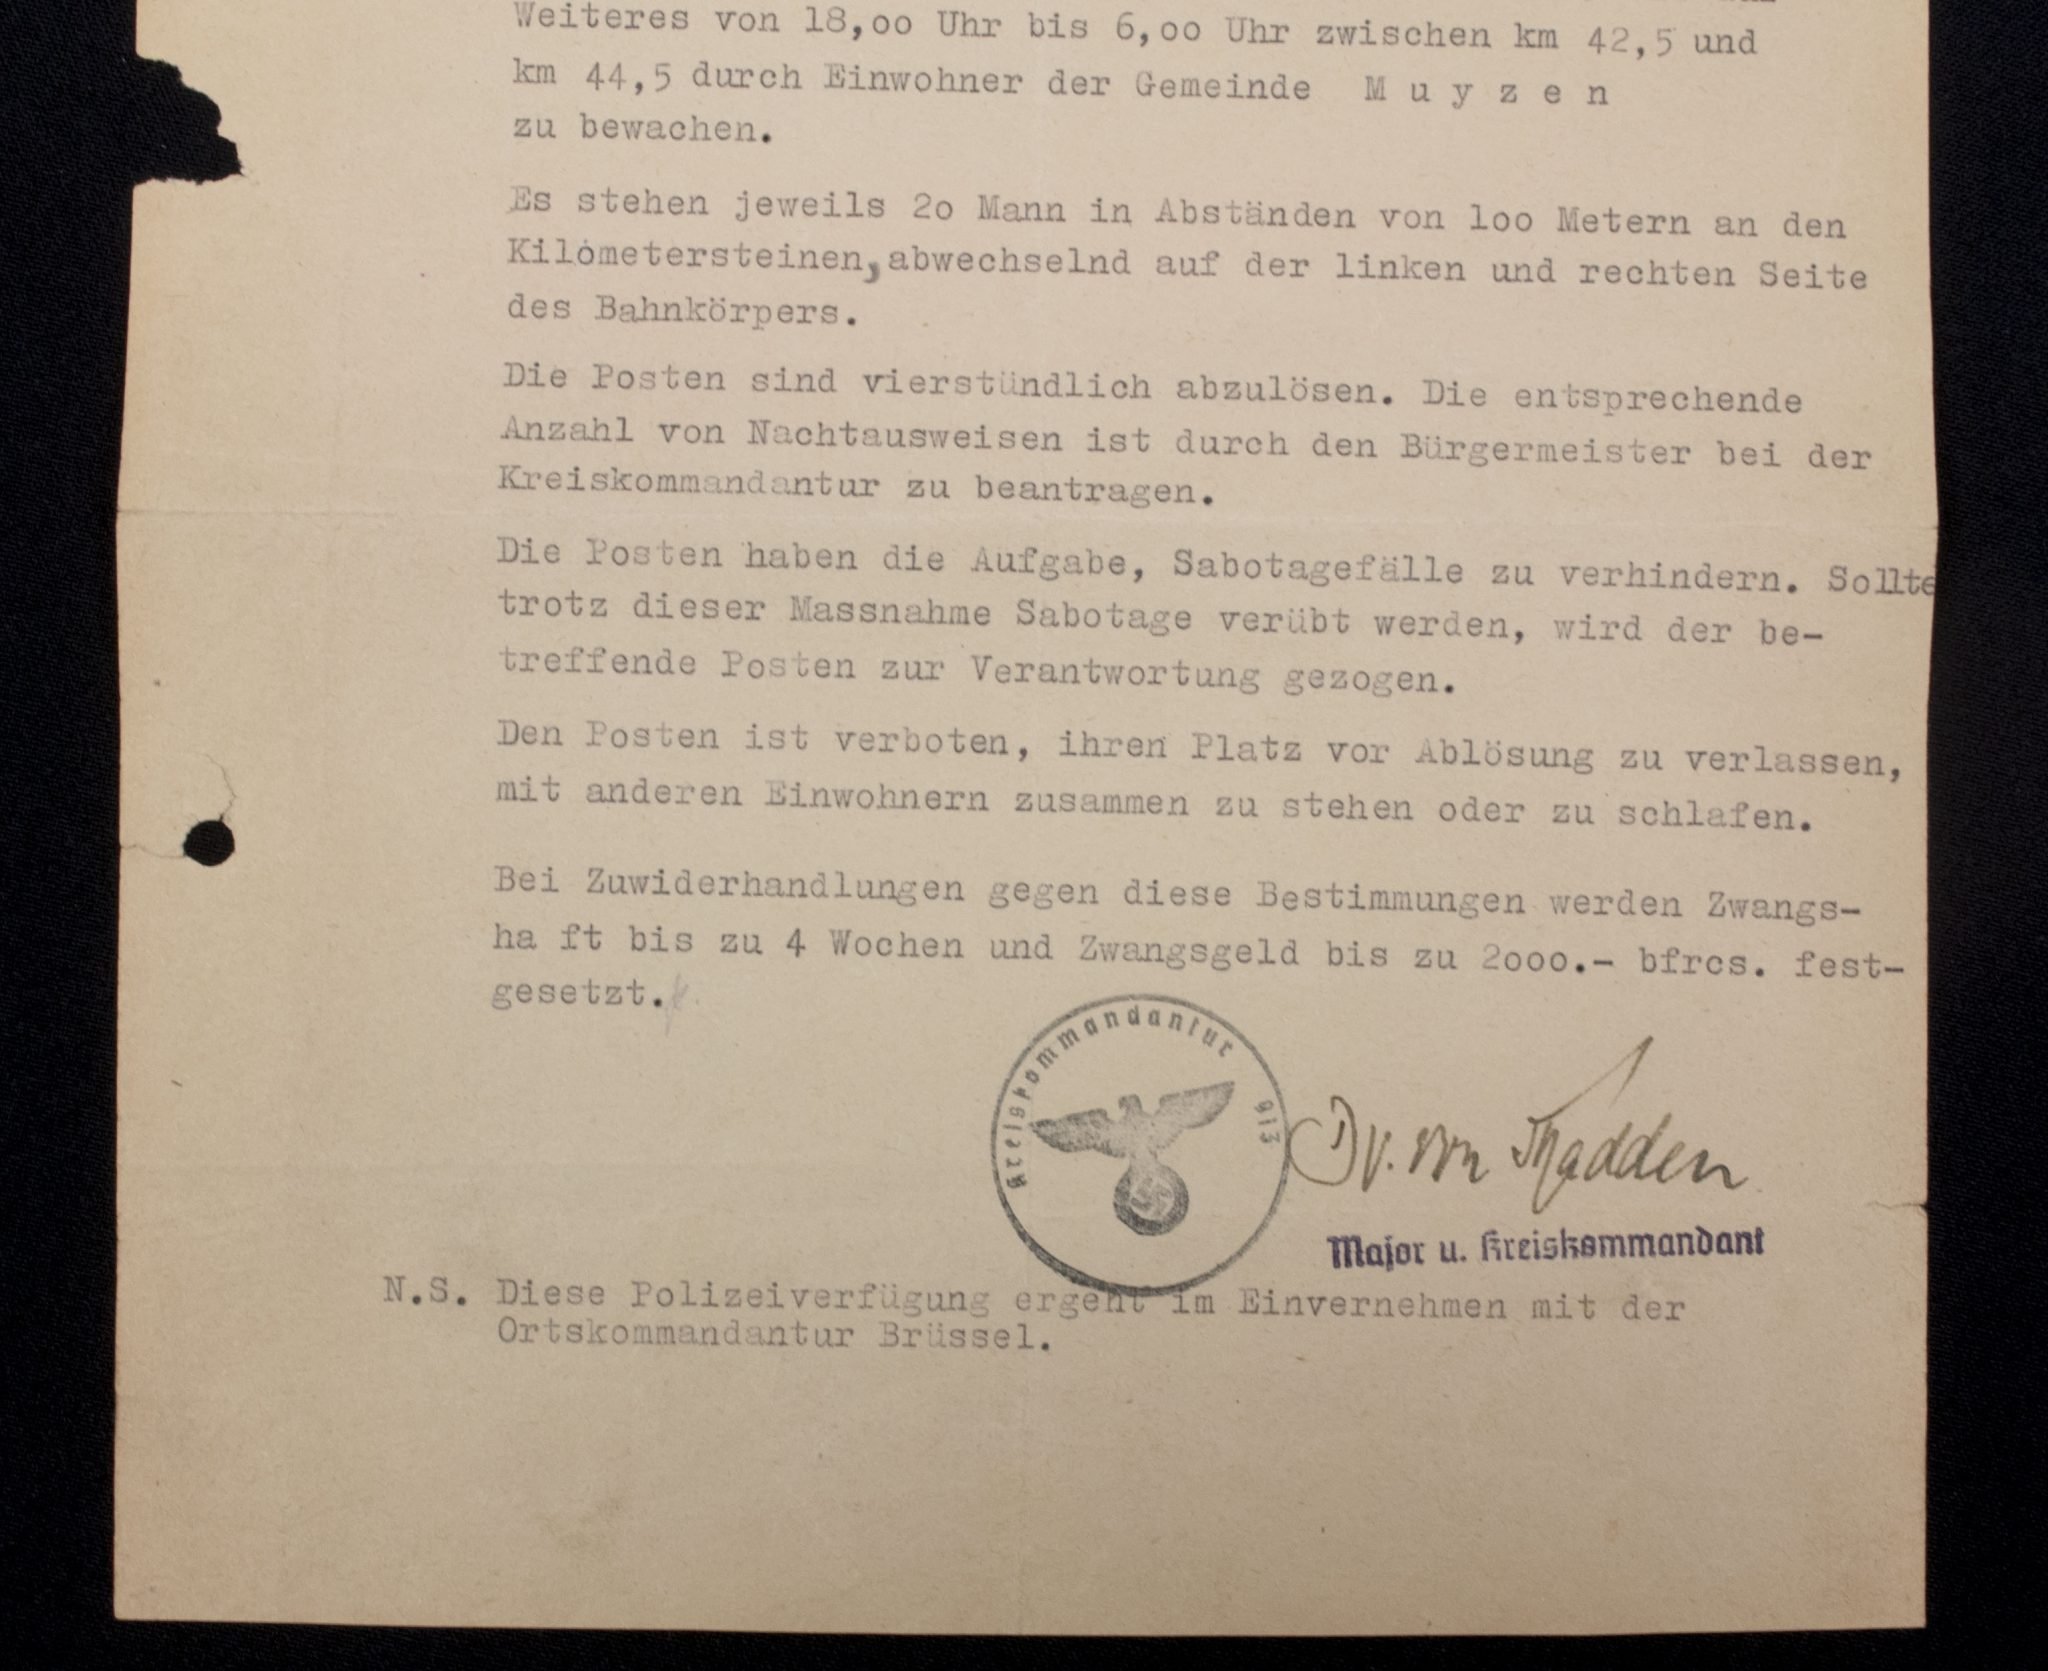 Weiteres von 18,oo Uhr bis 6,oo Uhr zwischen km 42,5 und
km 44,5 durch Einwohner der Gemeinde M u y z e n
zu bewachen.
Es stehen jeweils 2o Mann in Abständen von 1oo Metern an den
Kilometersteinen,abwechselnd auf der linken und rechten Seite
des Bahnkörpers.
Die Posten sind vierstündlich abzulösen. Die entsprechende
Anzahl von Nachtausweisen ist durch den Bürgermeister bei der
Kreiskommandantur zu beantragen.
Die Posten haben die Aufgabe, Sabotagefälle zu verhindern. Sollte
trotz dieser Massnahme Sabotage verübt werden, wird der be-
treffende Posten zur Verantwortung gezogen.
Den Posten ist verboten, ihren Platz vor Ablösung zu verlassen,
mit anderen Einwohnern zusammen zu stehen oder zu schlafen.
Bei Zuwiderhandlungen gegen diese Bestimmungen werden Zwangs-
ha ft bis zu 4 Wochen und Zwangsgeld bis zu 2ooo.- bfrcs. fest-
gesetzt.
Kreiskommandantur 913
Dr. von Thadden
Major u. Kreiskommandant
N.S. Diese Polizeiverfügung ergeht im Einvernehmen mit der
Ortskommandantur Brüssel.